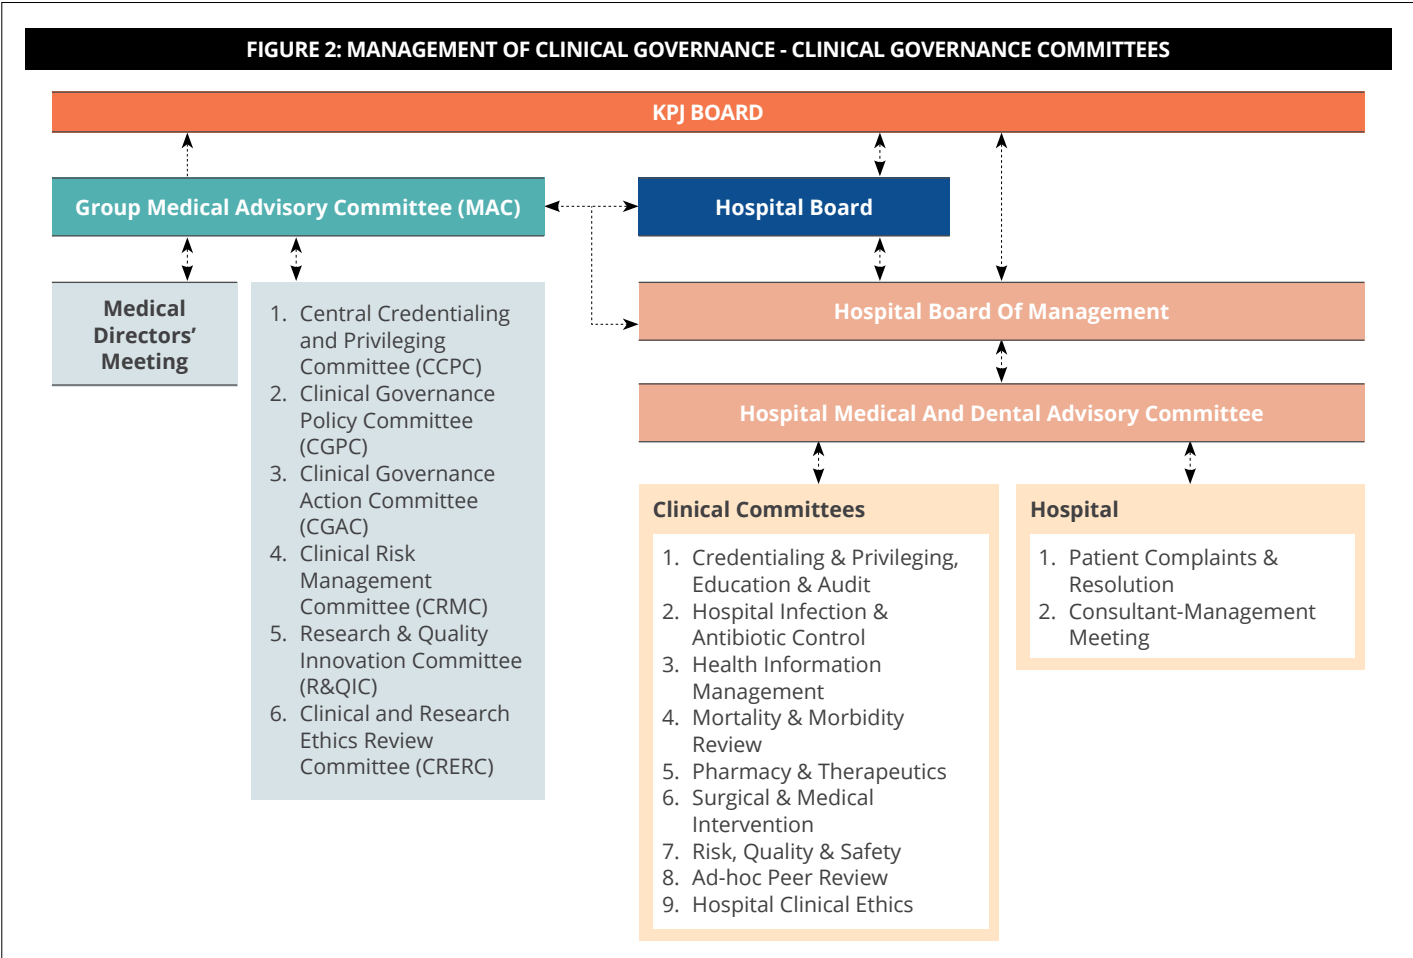 FIGURE 2: MANAGEMENT OF CLINICAL GOVERNANCE - CLINICAL GOVERNANCE COMMITTEES
KPJ BOARD
Group Medical Advisory Committee (MAC)
Hospital Board
Medical
Directors’
Meeting
1. Central Credentialing
and Privileging
Committee (CCPC)
2. Clinical Governance
Policy Committee
(CGPC)
3. Clinical Governance
Action Committee
(CGAC)
4. Clinical Risk
Management
Committee (CRMC)
5. Research & Quality
Innovation Committee
(R&QIC)
6. Clinical and Research
Ethics Review
Committee (CRERC)
Hospital Board Of Management
Hospital Medical And Dental Advisory Committee
Clinical Committees
1. Credentialing & Privileging,
Education & Audit
2. Hospital Infection &
Antibiotic Control
3. Health Information
Management
4. Mortality & Morbidity
Review
5. Pharmacy & Therapeutics
6. Surgical & Medical
Intervention
7. Risk, Quality & Safety
8. Ad-hoc Peer Review
9. Hospital Clinical Ethics
Hospital
1. Patient Complaints &
Resolution
2. Consultant-Management
Meeting